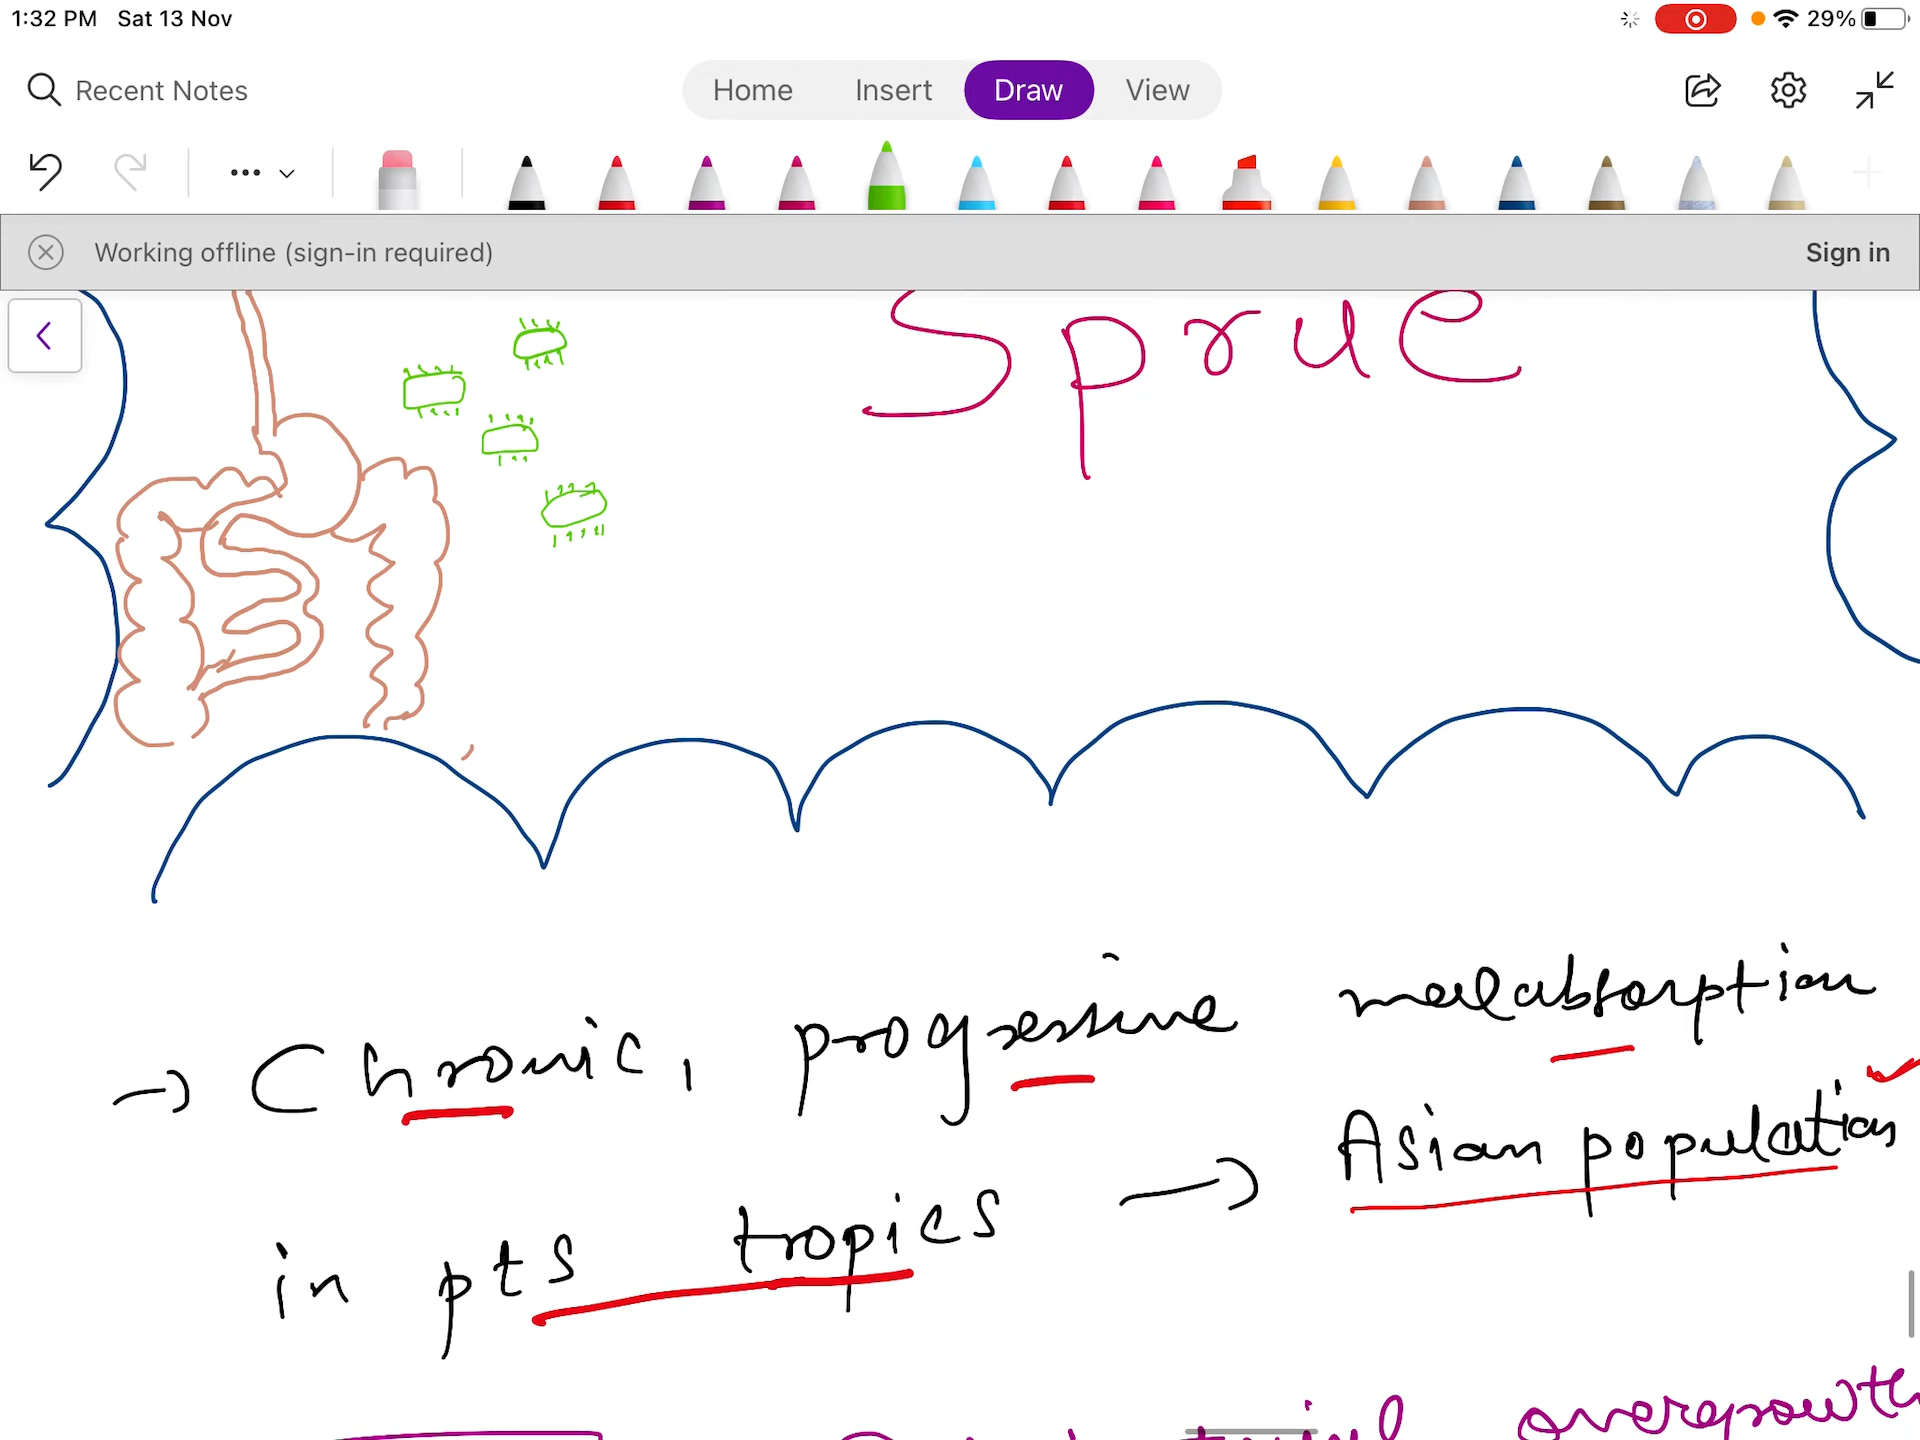 1:32 PM Sat 13 Nov 29%
Recent Notes Home Insert Draw View
Working offline (sign-in required) Sign in
Sprue
→ Chronic, progressive malabsorption
in pts tropics → Asian population
overgrowth